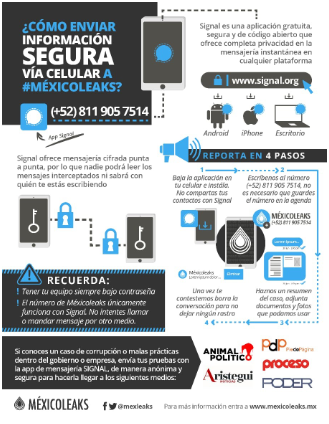 ¿CÓMO ENVIAR
INFORMACIÓN
SEGURA
VÍA CELULAR A
#MÉXICOLEAKS?
(+52) 811 905 7514
App Signal
Signal es una aplicación gratuita,
segura y de código abierto que
ofrece completa privacidad en la
mensajería instantánea en
cualquier plataforma
www.signal.org
Android
iPhone
Escritorio
Signal ofrece mensajería cifrada punta
a punta, por lo que nadie podrá leer los
mensajes interceptados ni sabrá con
quién te estás escribiendo
REPORTA EN 4 PASOS
1
2
Baja la aplicación en
tu celular e instála.
No compartas tus
contactos con Signal
Escríbenos al número
(+52) 811 905 7514, no
es necesario que guardes
el número en la agenda
MÉXICOLEAKS
(+52) 811 905 7514
Méxicoleaks
Una vez te
contestemos borra la
conversación para no
dejar ningún rastro
Haznos un resumen
del caso, adjunta
documentos y fotos
que podamos usar
4
3
RECUERDA:
! Tener tu equipo siempre bajo contraseña
! El número de Méxicoleaks únicamente
funciona con Signal. No intentes llamar
o mandar mensaje por otro medio.
Si conoces un caso de corrupción o malas prácticas
dentro del gobierno o empresa, envía tus pruebas con
la app de mensajería SIGNAL, de manera anónima y
segura para hacerla llegar a los siguientes medios:
ANIMAL
POLÍTICO
pdp
proceso
Aristegui
NOTICIAS
PODER
MÉXICOLEAKS
@mexleaks
Para más información entra a www.mexicoleaks.mx